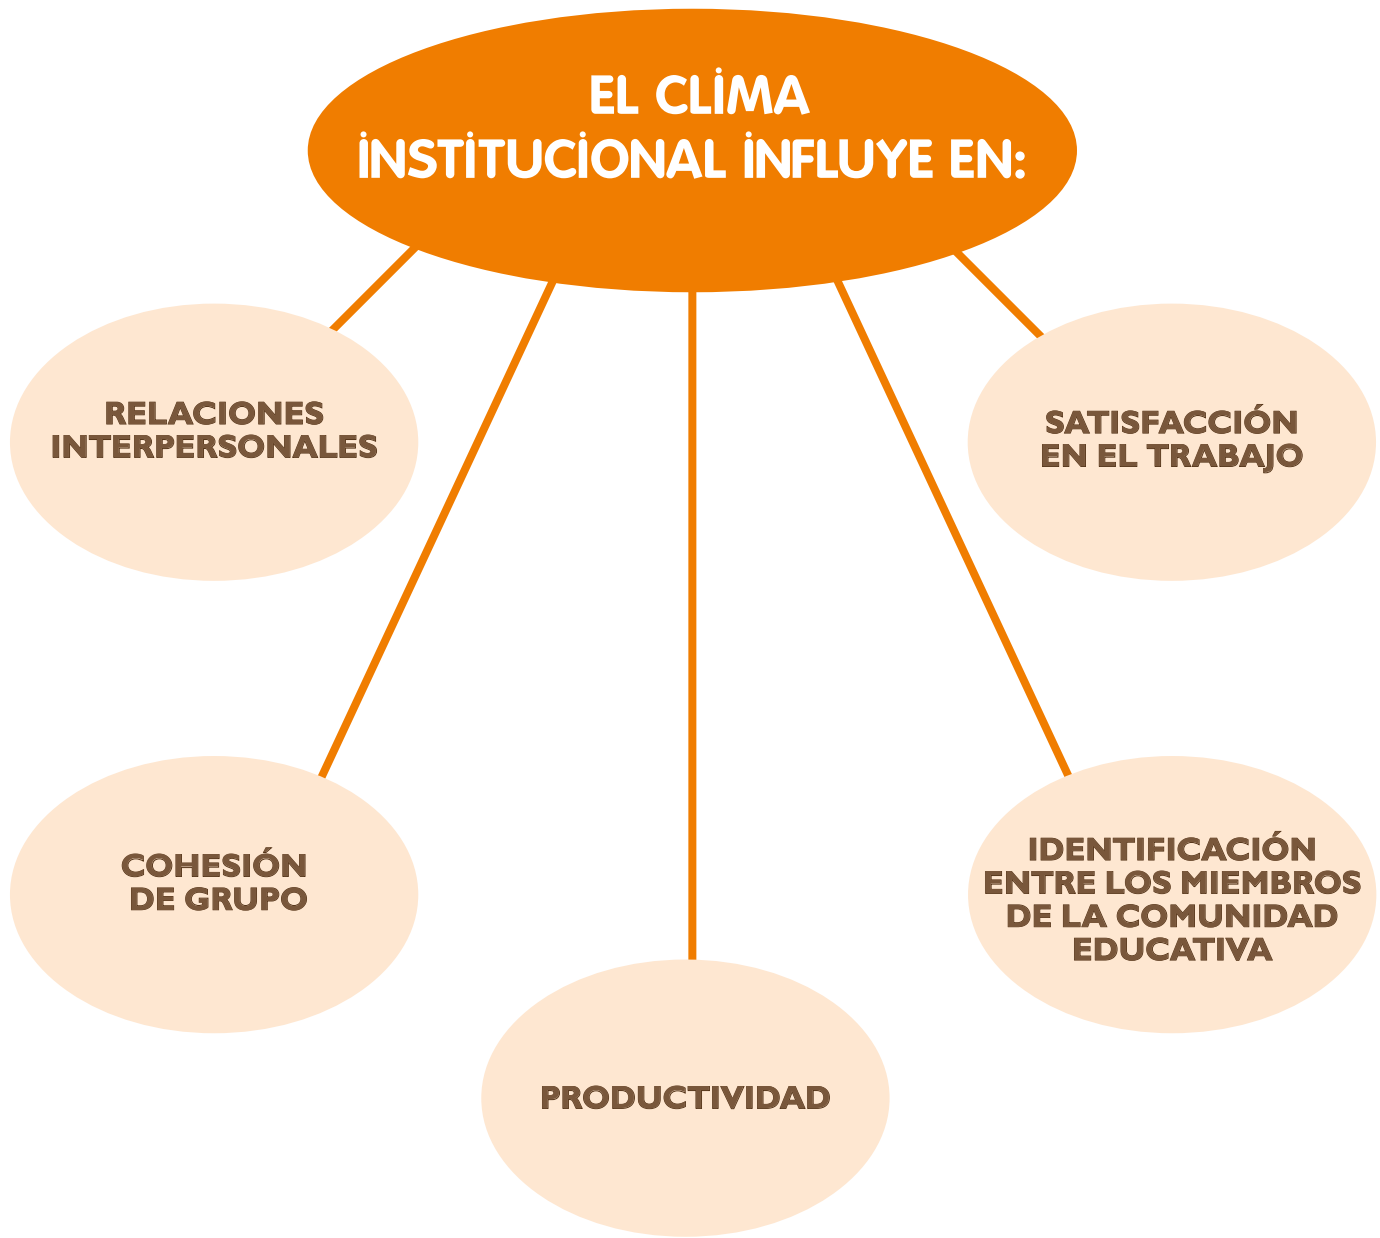 EL CLIMA
INSTITUCIONAL INFLUYE EN:
RELACIONES
INTERPERSONALES
SATISFACCIÓN
EN EL TRABAJO
COHESIÓN
DE GRUPO
IDENTIFICACIÓN
ENTRE LOS MIEMBROS
DE LA COMUNIDAD
EDUCATIVA
PRODUCTIVIDAD